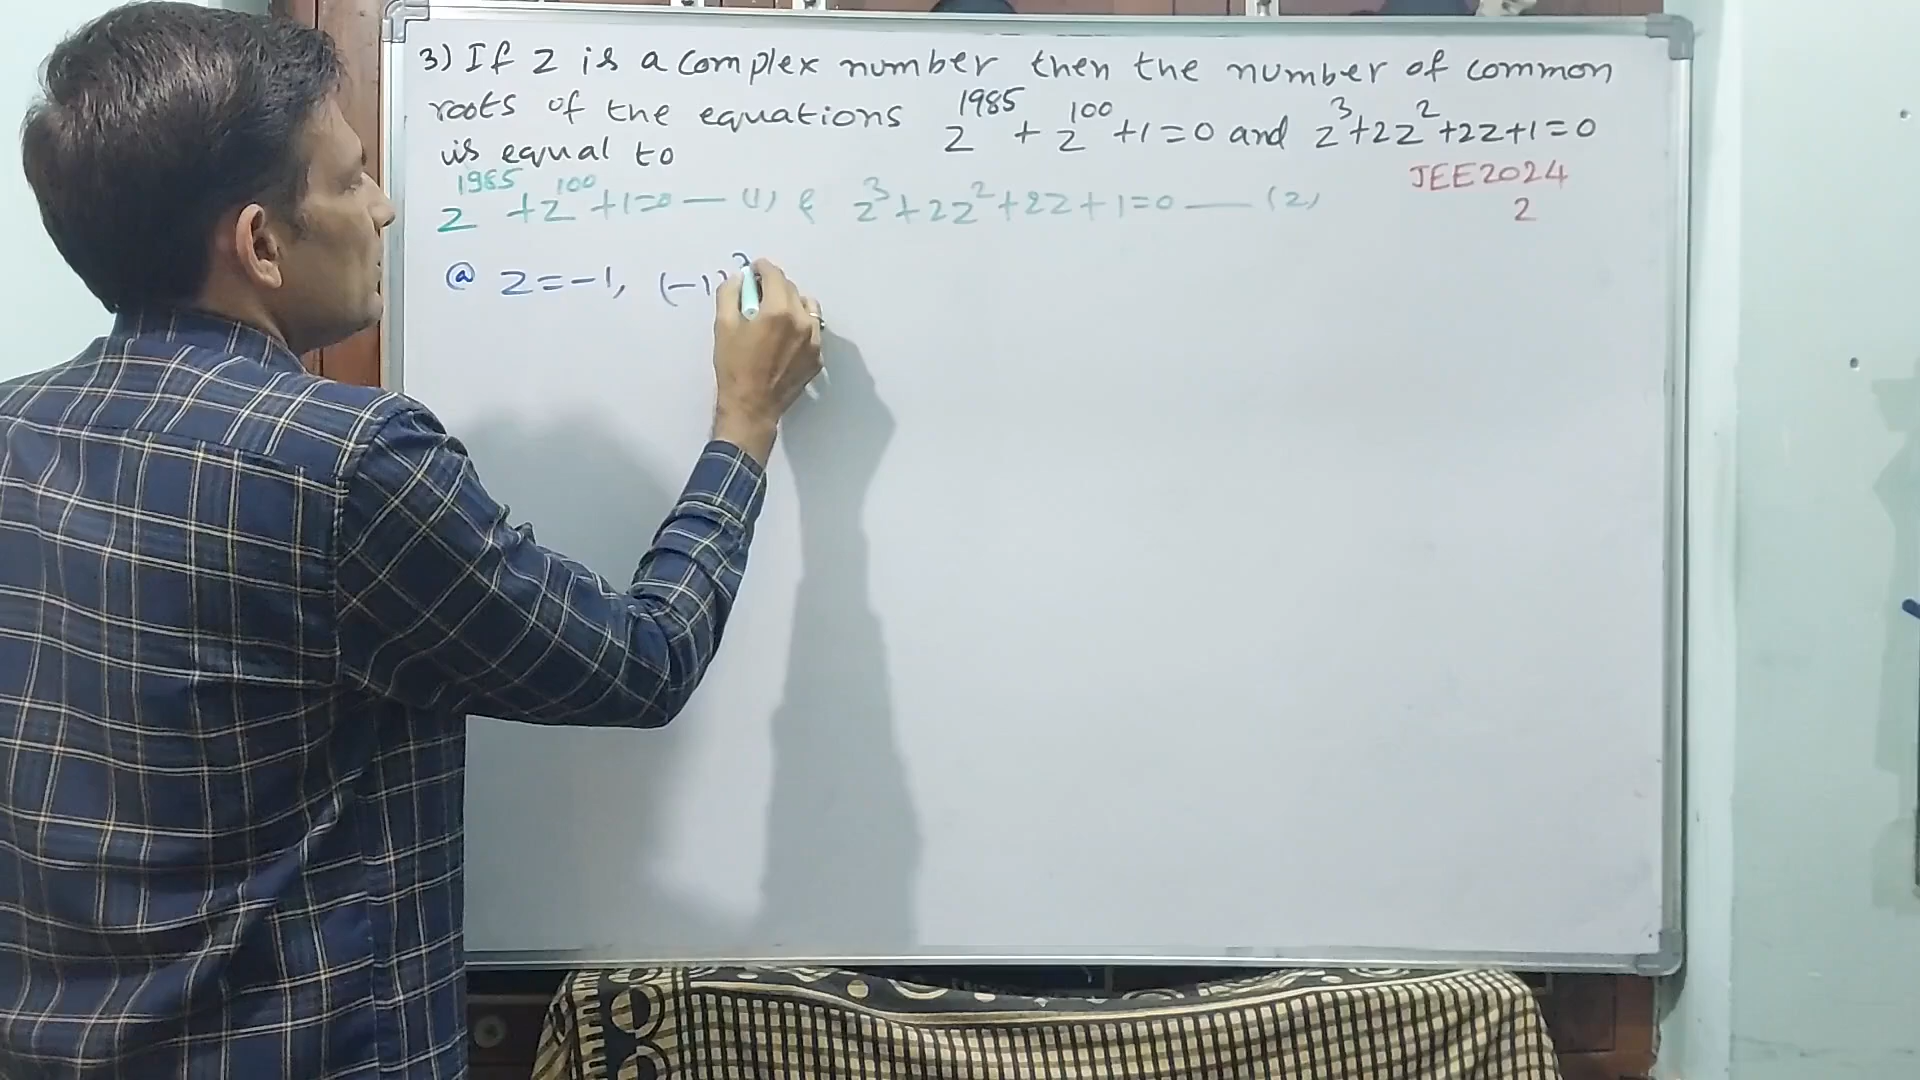 3) If z is a complex number then the number of common
roots of the equations z^1985 + z^100 + 1 = 0 and z^3 + 2z^2 + 2z + 1 = 0
is equal to
JEE 2024
z^1985 + z^100 + 1 = 0 — (1) & z^3 + 2z^2 + 2z + 1 = 0 — (2)
2
@ z = -1, (-1)